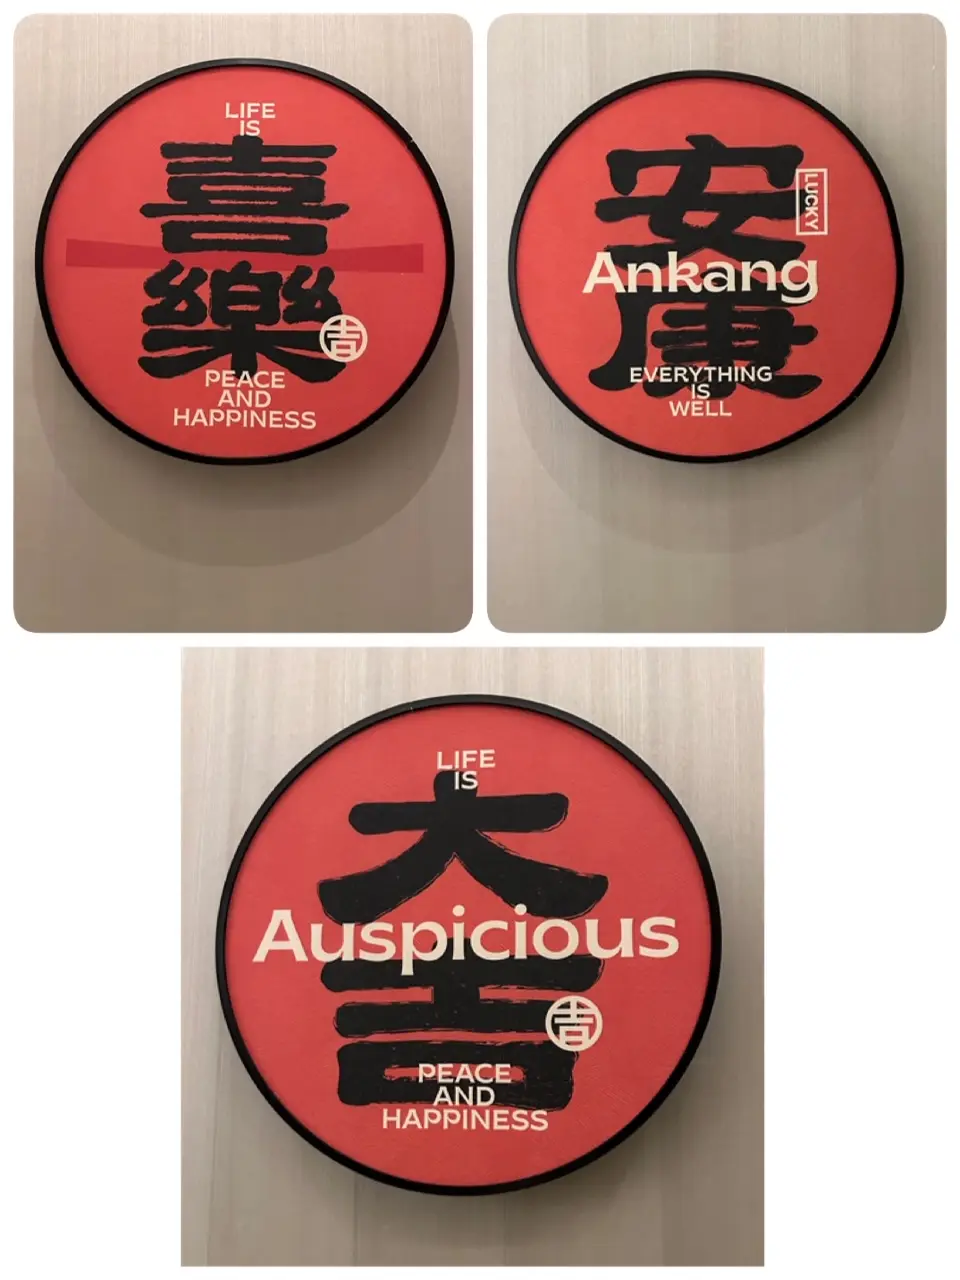 LIFE
IS
喜
樂
吉
PEACE
AND
HAPPINESS
安
LUCKY
Ankang
康
EVERYTHING
IS
WELL
LIFE
IS
大
Auspicious
吉
吉
PEACE
AND
HAPPINESS